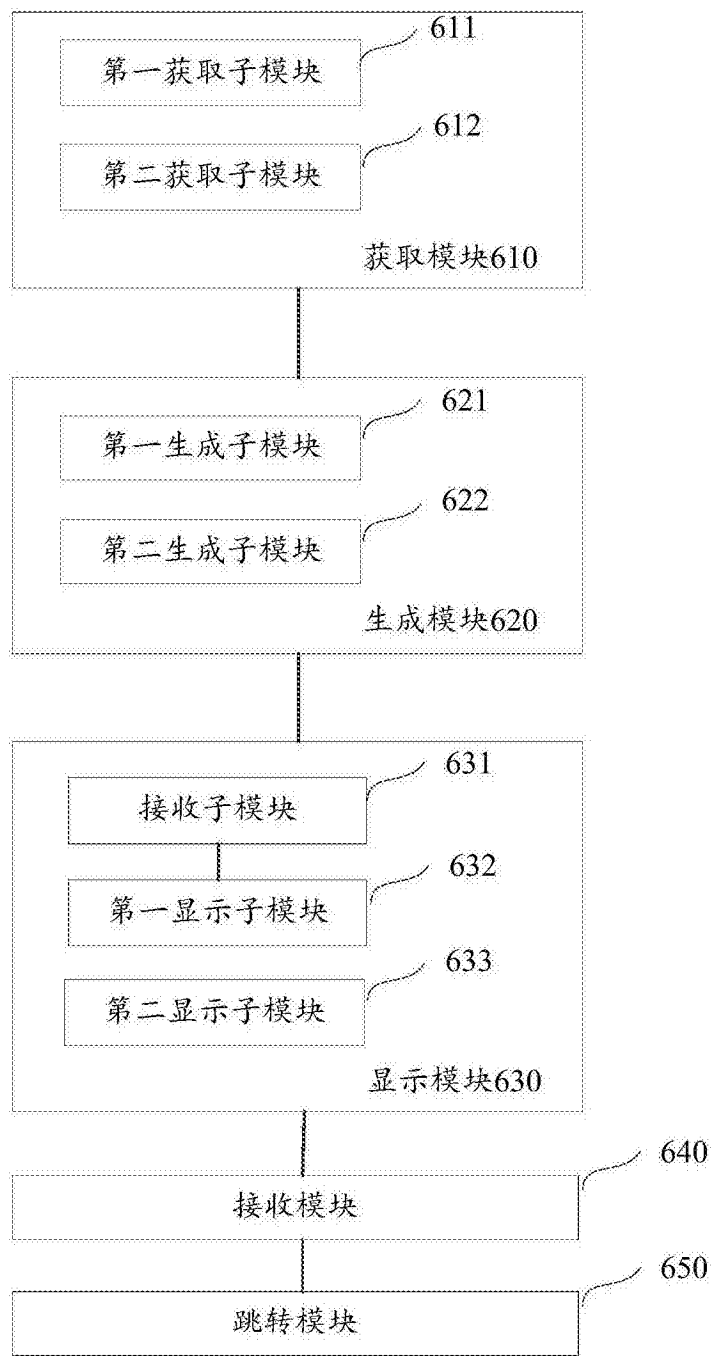 611
第一获取子模块
612
第二获取子模块
获取模块610
621
第一生成子模块
622
第二生成子模块
生成模块620
631
接收子模块
632
第一显示子模块
633
第二显示子模块
显示模块630
640
接收模块
650
跳转模块